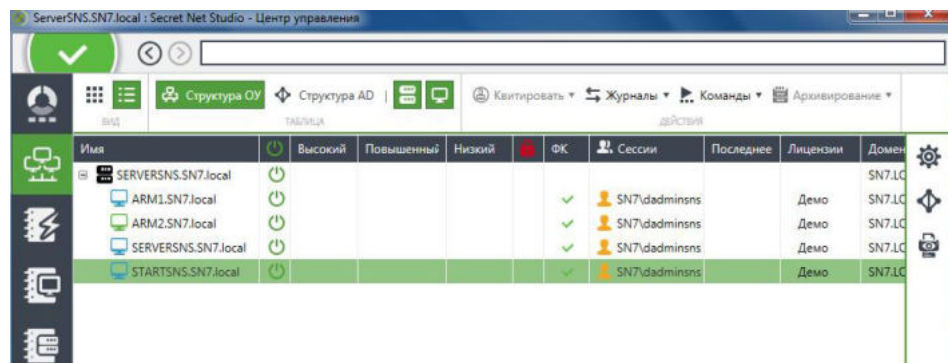 ServerSNS.SN7.local : Secret Net Studio - Центр управления
Структура ОУ Структура AD Квитировать Журналы Команды Архивирование
ВИД ТАБЛИЦА ДЕЙСТВИЯ
Имя Высокий Повышенный Низкий ФК Сессии Последнее Лицензии Домен
SERVERSNS.SN7.local SN7.LC
ARM1.SN7.local SN7\dadminsns Демо SN7.LC
ARM2.SN7.local SN7\dadminsns Демо SN7.LC
SERVERSNS.SN7.local SN7\dadminsns Демо SN7.LC
STARTSNS.SN7.local SN7\dadminsns Демо SN7.LC